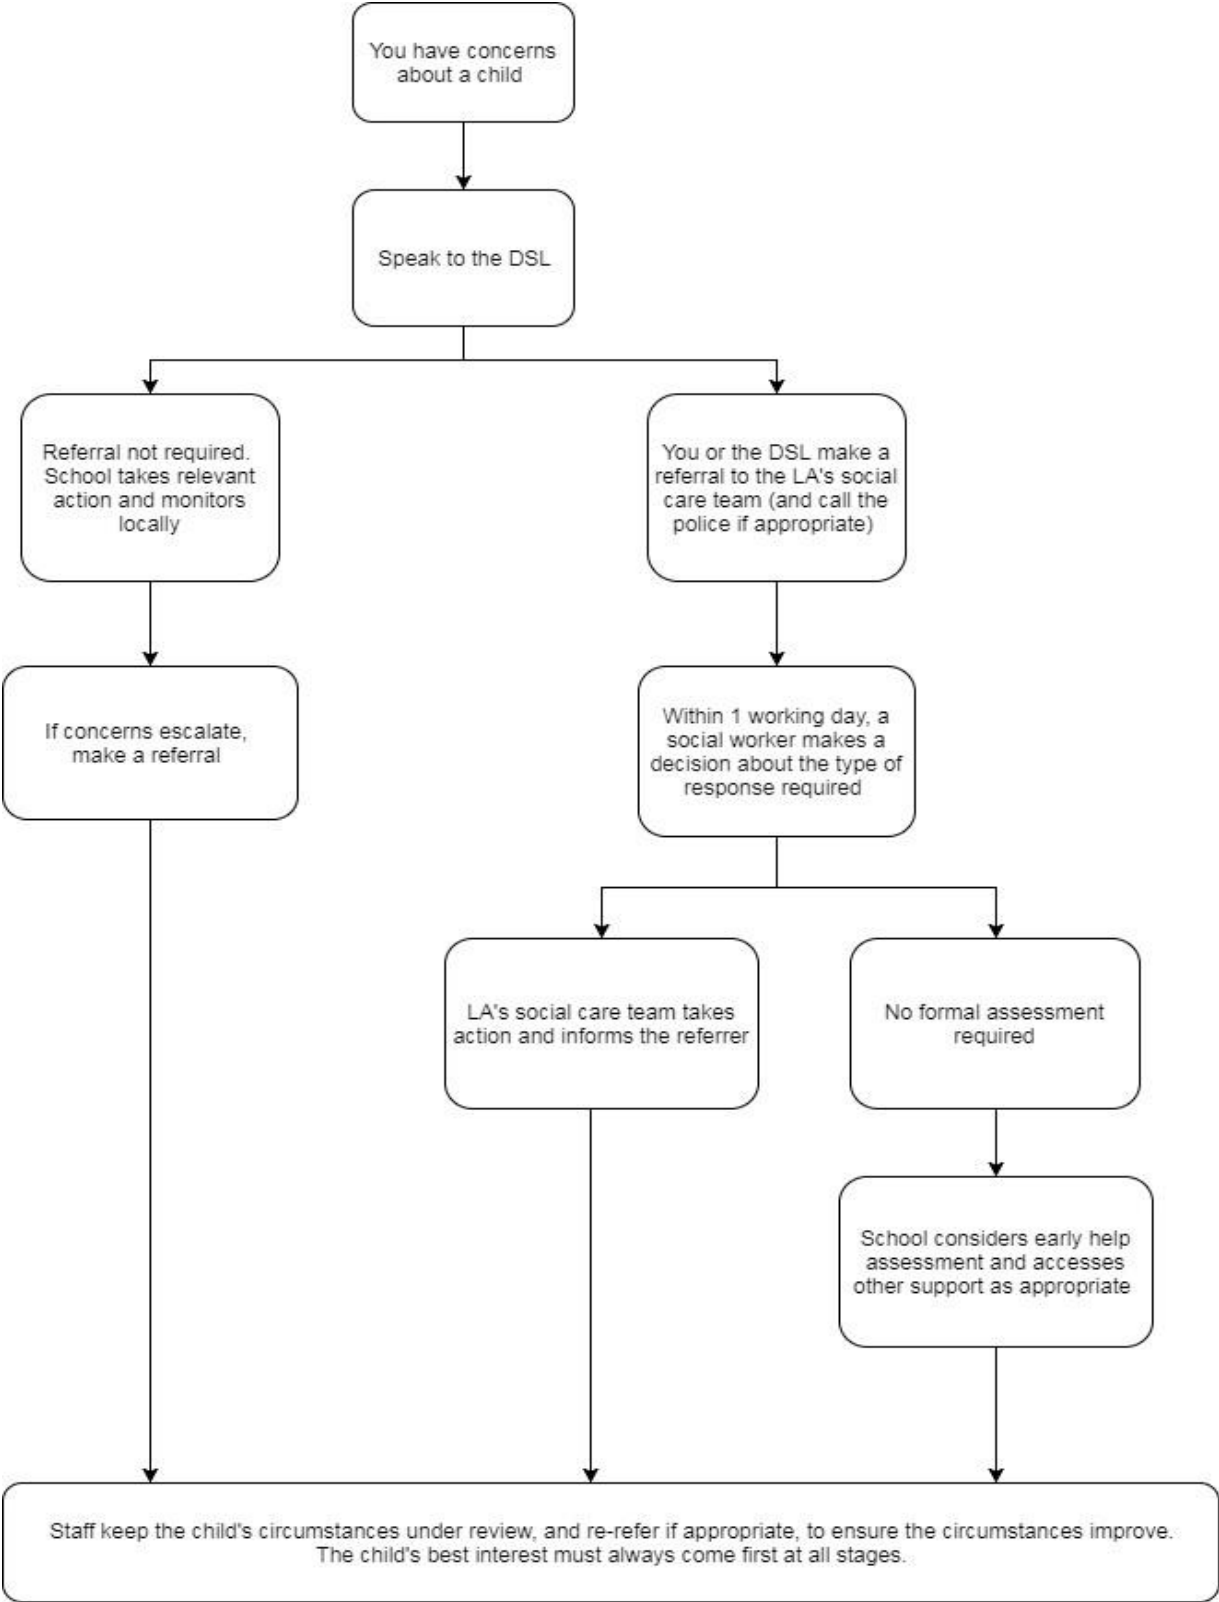 You have concerns
about a child
Speak to the DSL
Referral not required.
School takes relevant
action and monitors
locally
You or the DSL make a
referral to the LA's social
care team (and call the
police if appropriate)
If concerns escalate,
make a referral
Within 1 working day, a
social worker makes a
decision about the type of
response required
LA's social care team takes
action and informs the referrer
No formal assessment
required
School considers early help
assessment and accesses
other support as appropriate
Staff keep the child's circumstances under review, and re-refer if appropriate, to ensure the circumstances improve.
The child's best interest must always come first at all stages.